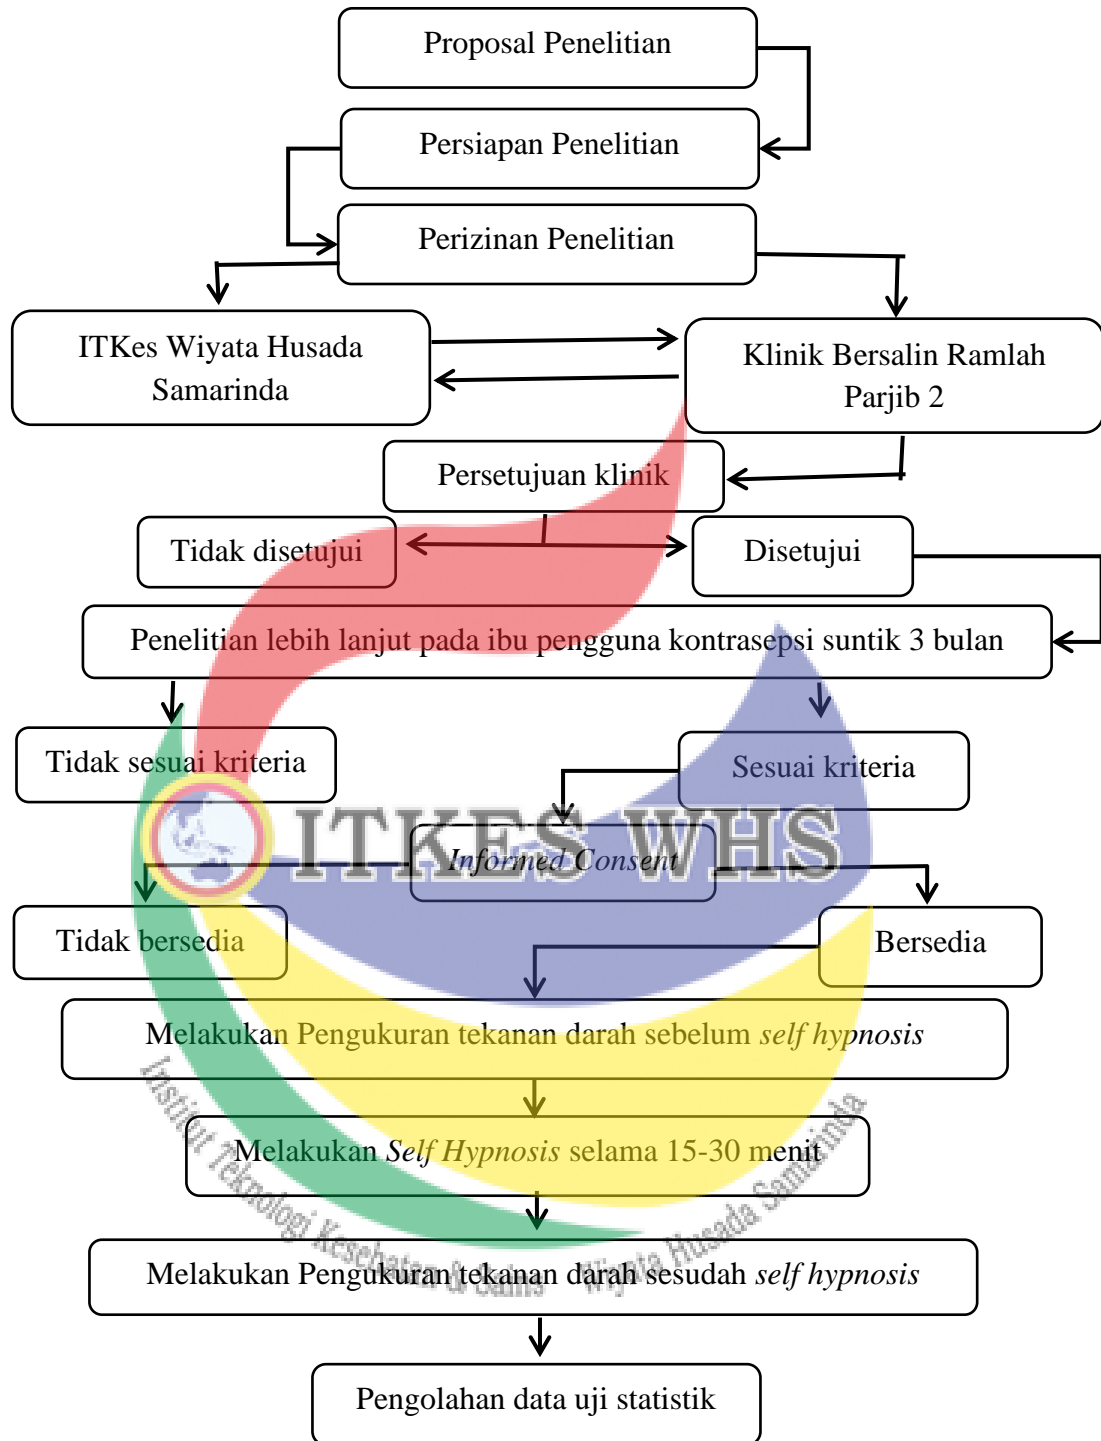 Proposal Penelitian
Persiapan Penelitian
Perizinan Penelitian
ITKes Wiyata Husada
Samarinda
Klinik Bersalin Ramlah
Parjib 2
Persetujuan klinik
Tidak disetujui
Disetujui
Penelitian lebih lanjut pada ibu pengguna kontrasepsi suntik 3 bulan
Tidak sesuai kriteria
Sesuai kriteria
ITKES WHS
Informed Consent
Tidak bersedia
Bersedia
Melakukan Pengukuran tekanan darah sebelum self hypnosis
Melakukan Self Hypnosis selama 15-30 menit
Institut Teknologi Kesehatan & Sains Wiyata Husada Samarinda
Melakukan Pengukuran tekanan darah sesudah self hypnosis
Pengolahan data uji statistik